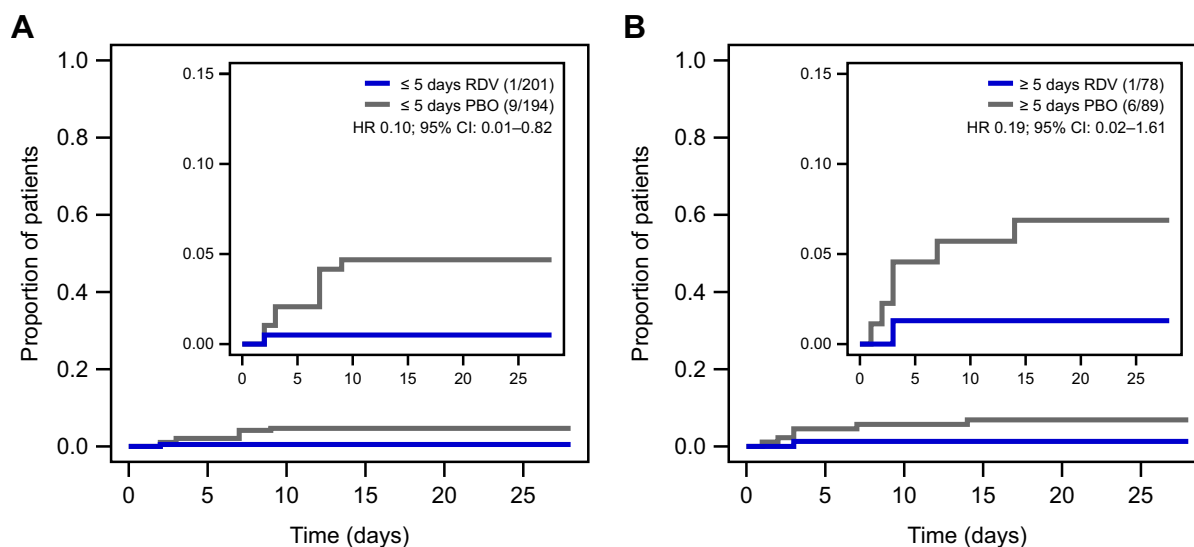 A
Proportion of patients
1.0
0.8
0.6
0.4
0.2
0.0
0.15
0.10
0.05
0.00
≤ 5 days RDV (1/201)
≤ 5 days PBO (9/194)
HR 0.10; 95% CI: 0.01–0.82
0 5 10 15 20 25
0 5 10 15 20 25
Time (days)
B
Proportion of patients
1.0
0.8
0.6
0.4
0.2
0.0
0.15
0.10
0.05
0.00
≥ 5 days RDV (1/78)
≥ 5 days PBO (6/89)
HR 0.19; 95% CI: 0.02–1.61
0 5 10 15 20 25
0 5 10 15 20 25
Time (days)